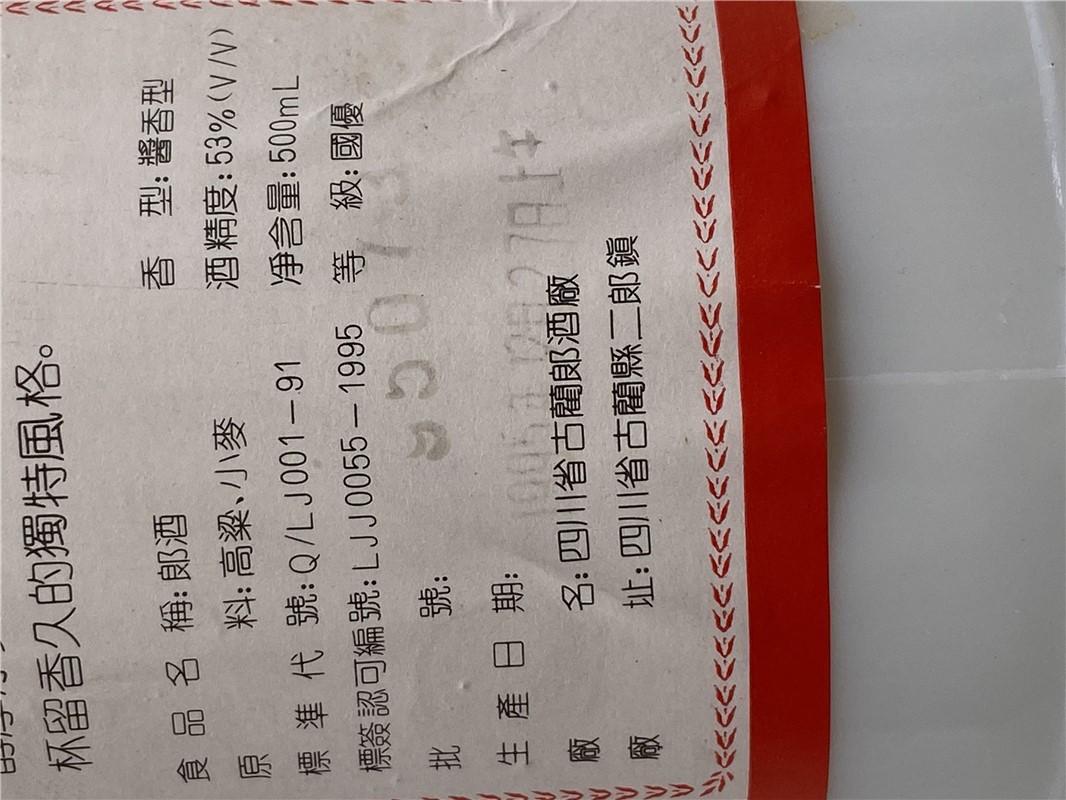 杯留香久的獨特風格。
食品名稱:郎酒 香型:醬香型
原料:高粱、小麥 酒精度:53%(V/V)
標準代號:Q/LJ001-91 凈含量:500mL
標簽認可編號:LJJ0055-1995 等級:國優
批號:
生產日期:
廠名:四川省古藺郎酒廠
廠址:四川省古藺縣二郎鎮